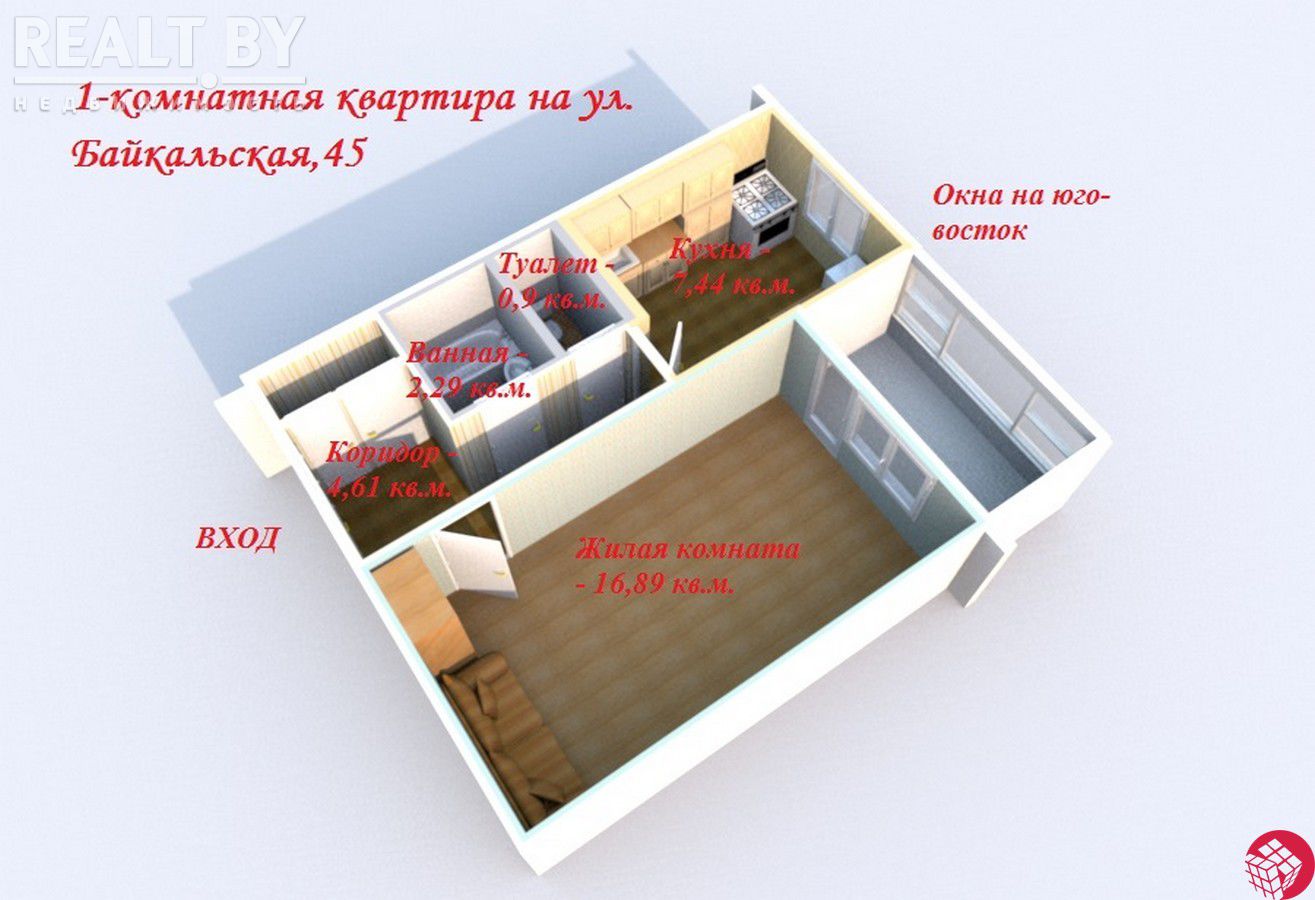 REALT BY
НЕДВИЖИМОСТЬ
1-комнатная квартира на ул.
Байкальская,45
Окна на юго-
восток
Туалет -
0,9 кв.м.
Кухня -
7,44 кв.м.
Ванная -
2,29 кв.м.
Коридор -
4,61 кв.м.
ВХОД
Жилая комната
- 16,89 кв.м.